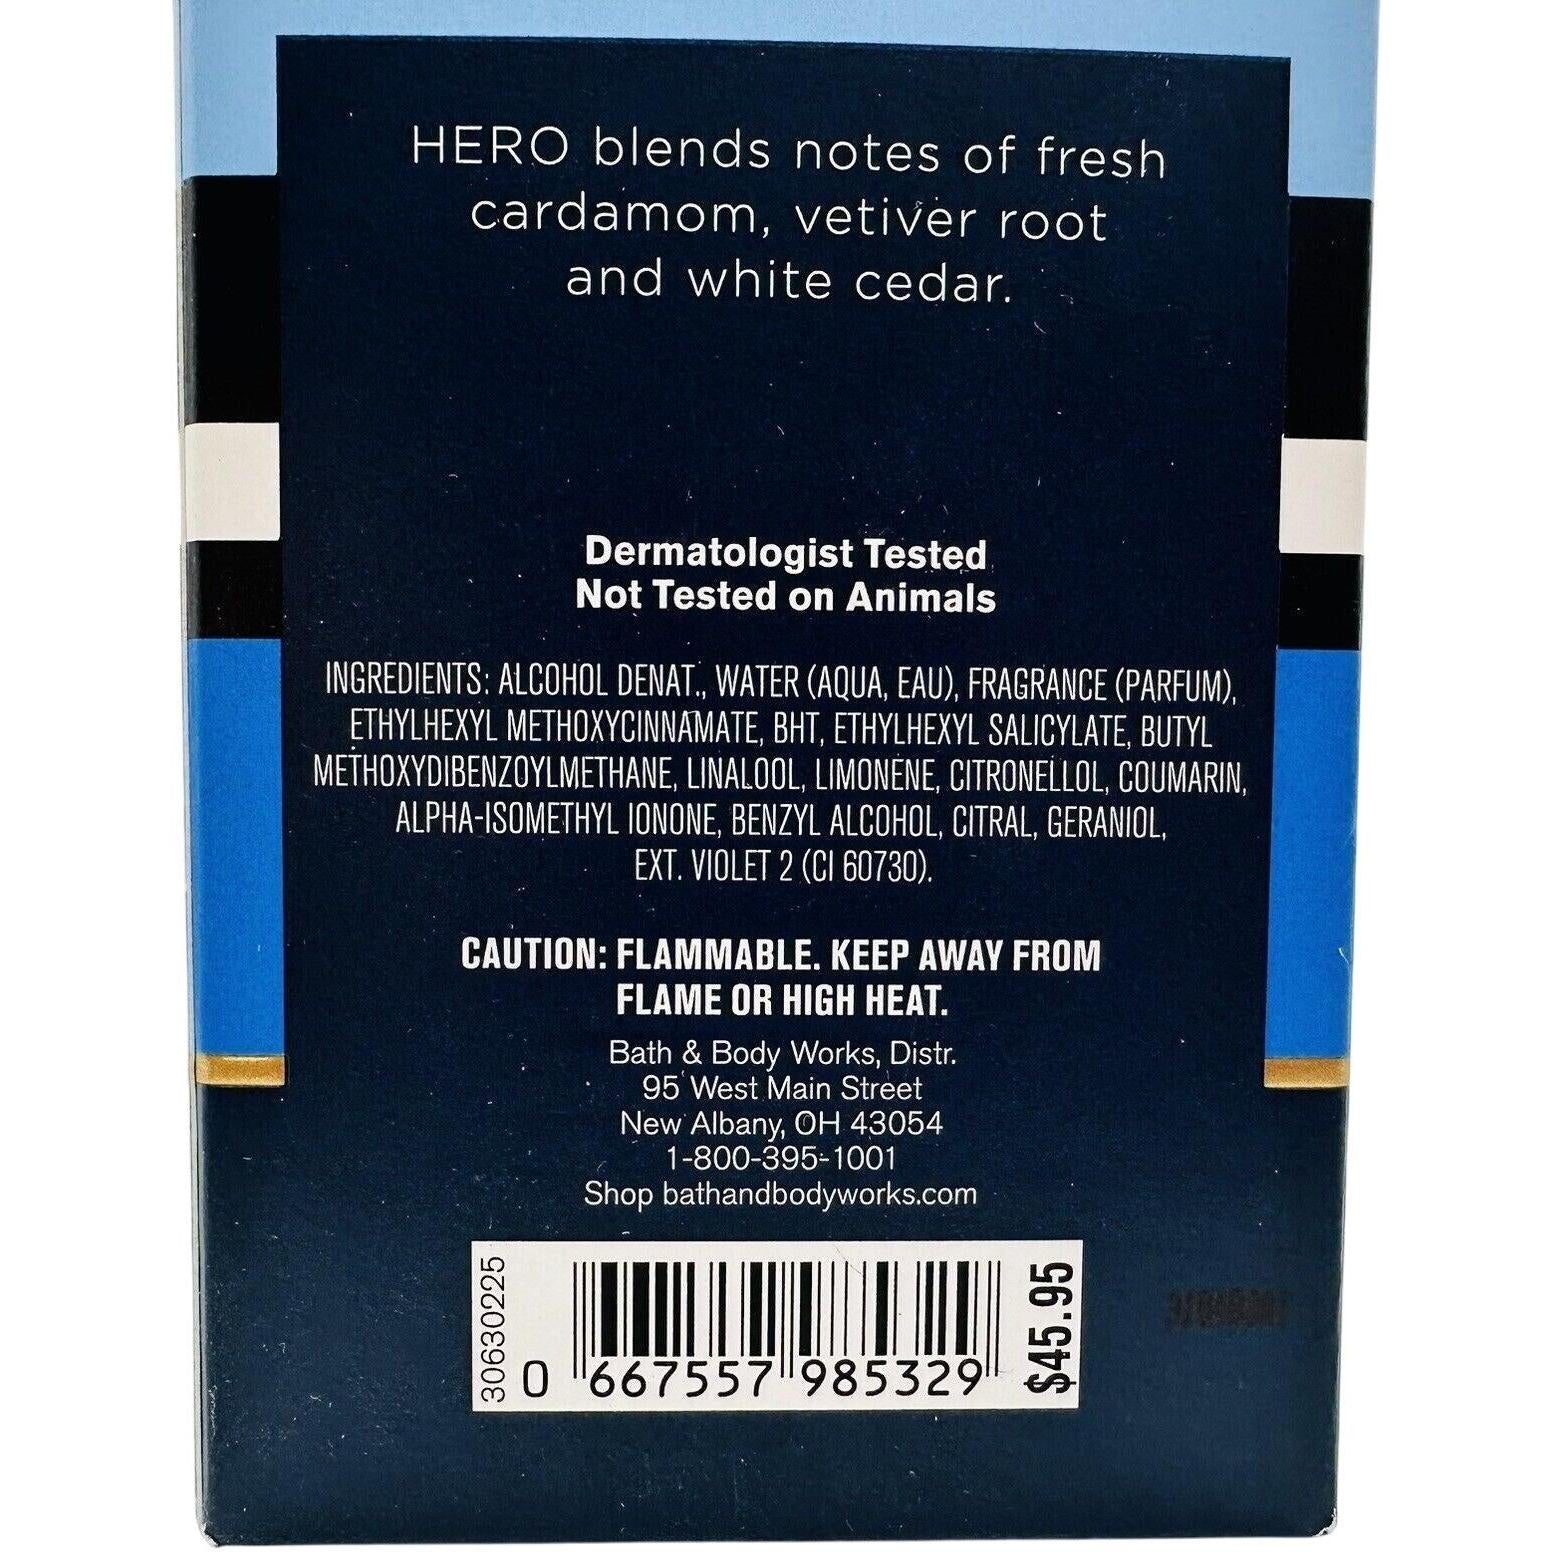 HERO blends notes of fresh
cardamom, vetiver root
and white cedar.
Dermatologist Tested
Not Tested on Animals
INGREDIENTS: ALCOHOL DENAT., WATER (AQUA, EAU), FRAGRANCE (PARFUM),
ETHYLHEXYL METHOXYCINNAMATE, BHT, ETHYLHEXYL SALICYLATE, BUTYL
METHOXYDIBENZOYLMETHANE, LINALOOL, LIMONENE, CITRONELLOL, COUMARIN,
ALPHA-ISOMETHYL IONONE, BENZYL ALCOHOL, CITRAL, GERANIOL,
EXT. VIOLET 2 (CI 60730).
CAUTION: FLAMMABLE. KEEP AWAY FROM
FLAME OR HIGH HEAT.
Bath & Body Works, Distr.
95 West Main Street
New Albany, OH 43054
1-800-395-1001
Shop bathandbodyworks.com
30630225
0 667557 985329
$45.95